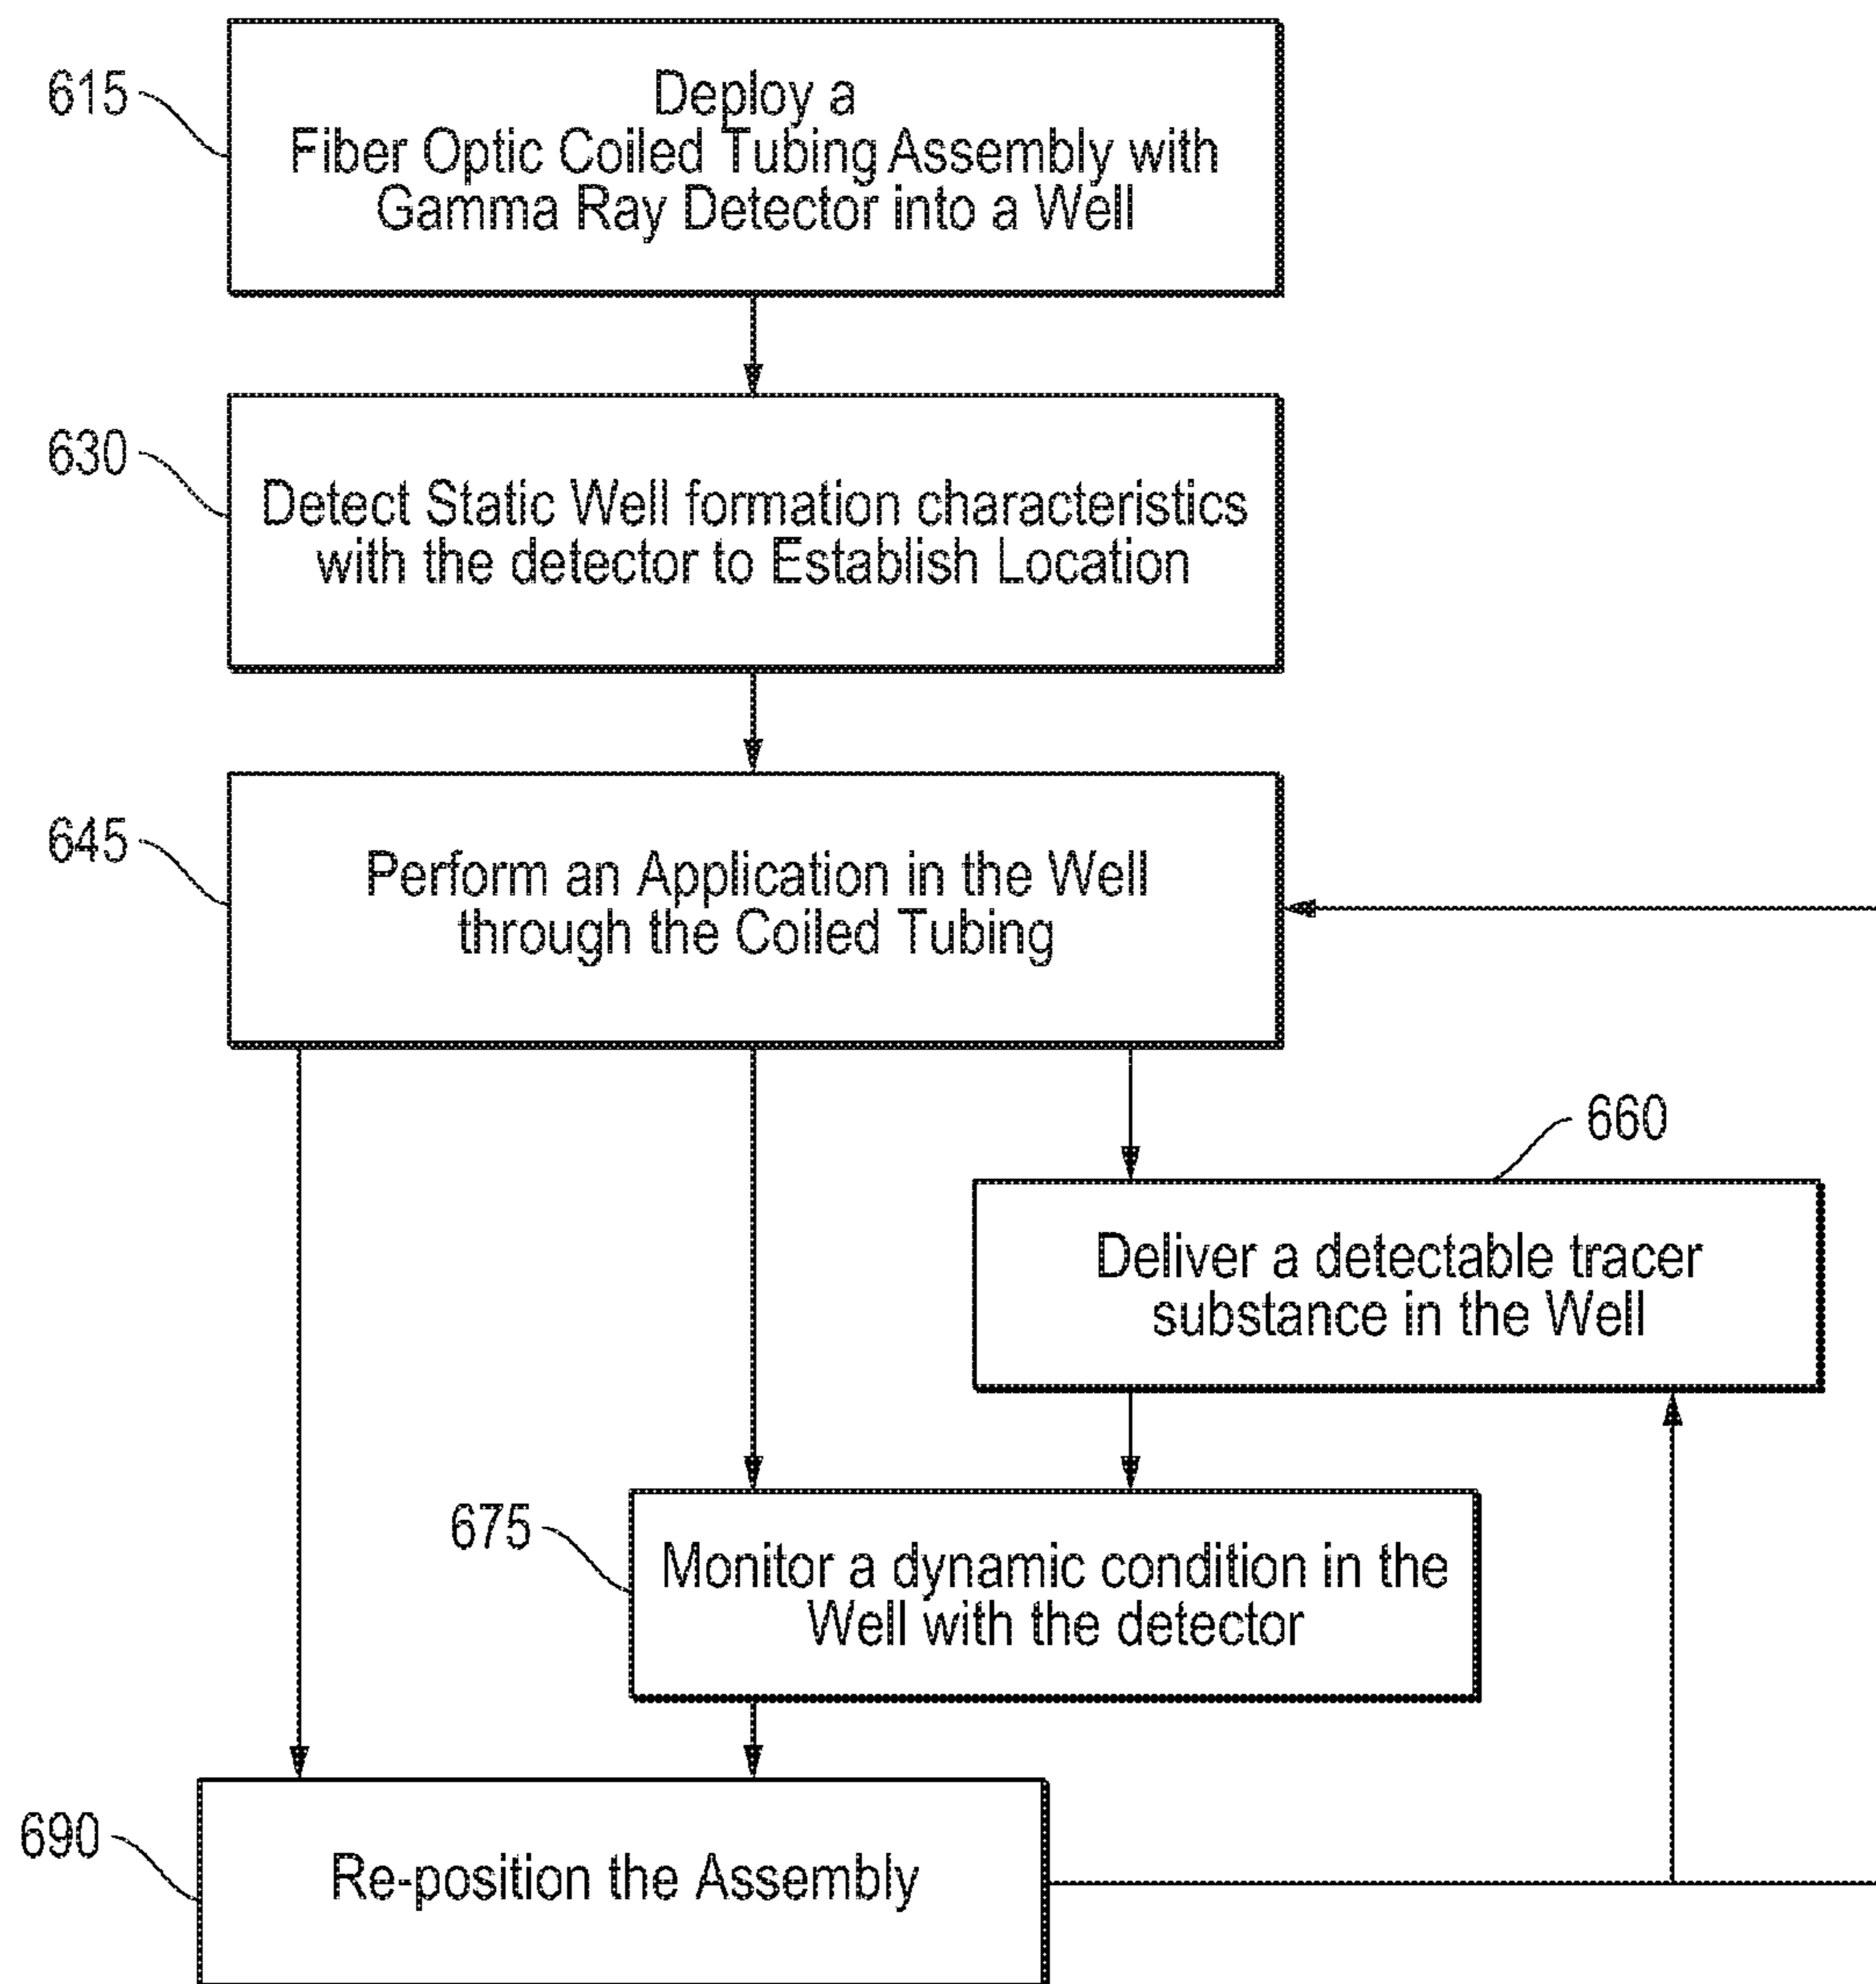 615
Deploy a
Fiber Optic Coiled Tubing Assembly with
Gamma Ray Detector into a Well
630
Detect Static Well formation characteristics
with the detector to Establish Location
645
Perform an Application in the Well
through the Coiled Tubing
660
Deliver a detectable tracer
substance in the Well
675
Monitor a dynamic condition in the
Well with the detector
690
Re-position the Assembly